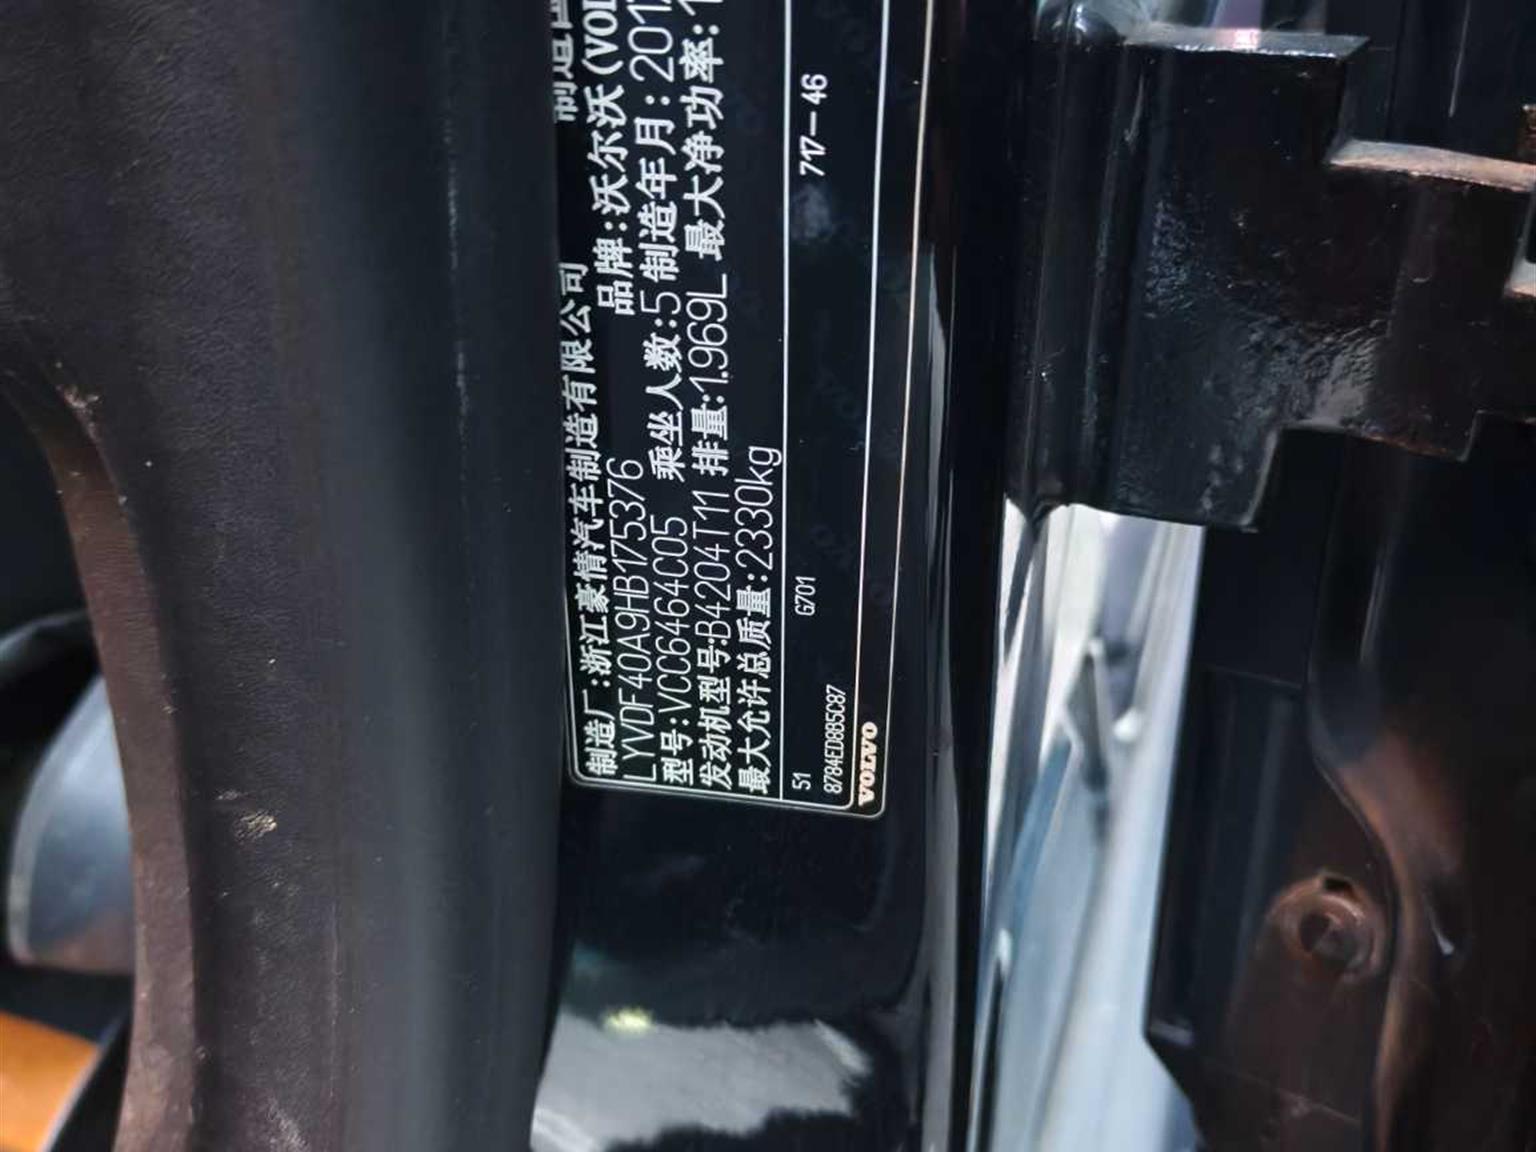 制造厂:浙江豪情汽车制造有限公司 制造国
LYVDF40A9HB175376 品牌:沃尔沃(VOL
型号:VCC6464C05 乘坐人数:5 制造年月:201
发动机型号:B4204T11 排量:1.969L 最大净功率:1
最大允许总质量:2330kg
51 G701 717-46
8784ED8B5C87
VOLVO